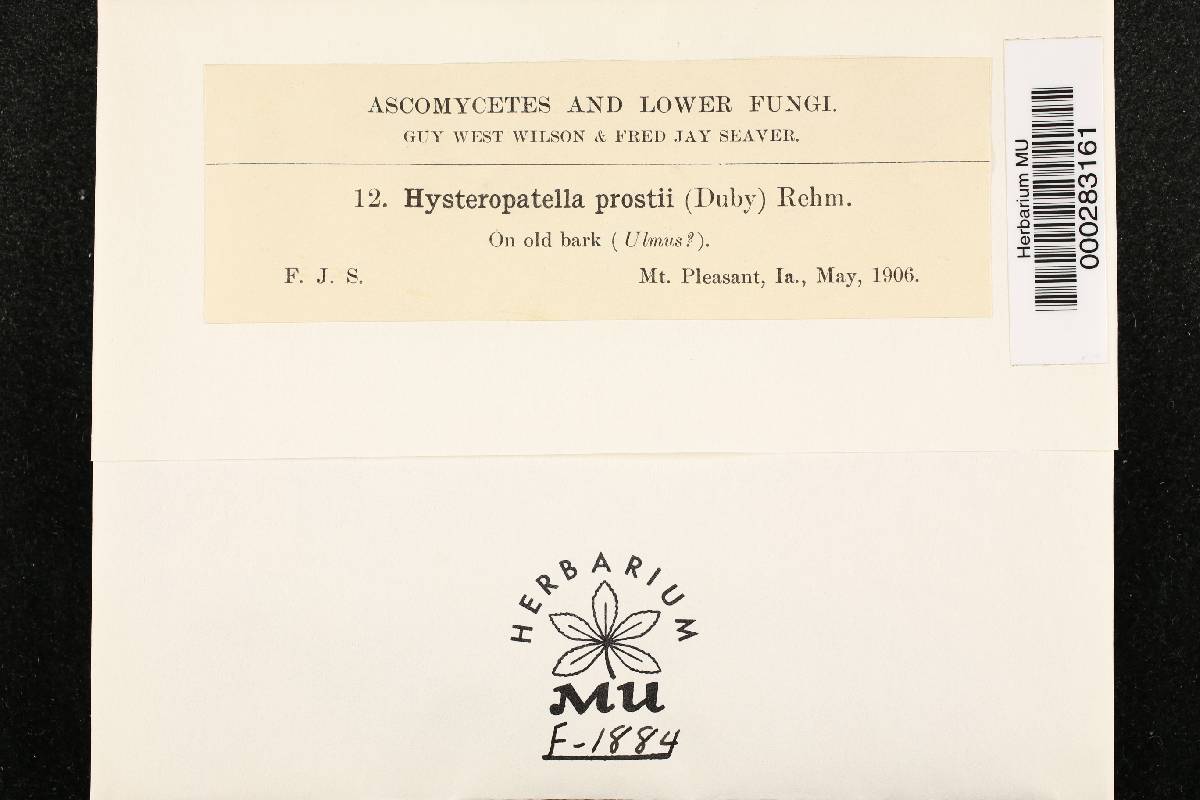 ASCOMYCETES AND LOWER FUNGI.
GUY WEST WILSON & FRED JAY SEAVER.
12. Hysteropatella prostii (Duby) Rehm.
On old bark (Ulmus?).
F. J. S. Mt. Pleasant, Ia., May, 1906.
Herbarium MU
000283161
HERBARIUM
MU
F-1884